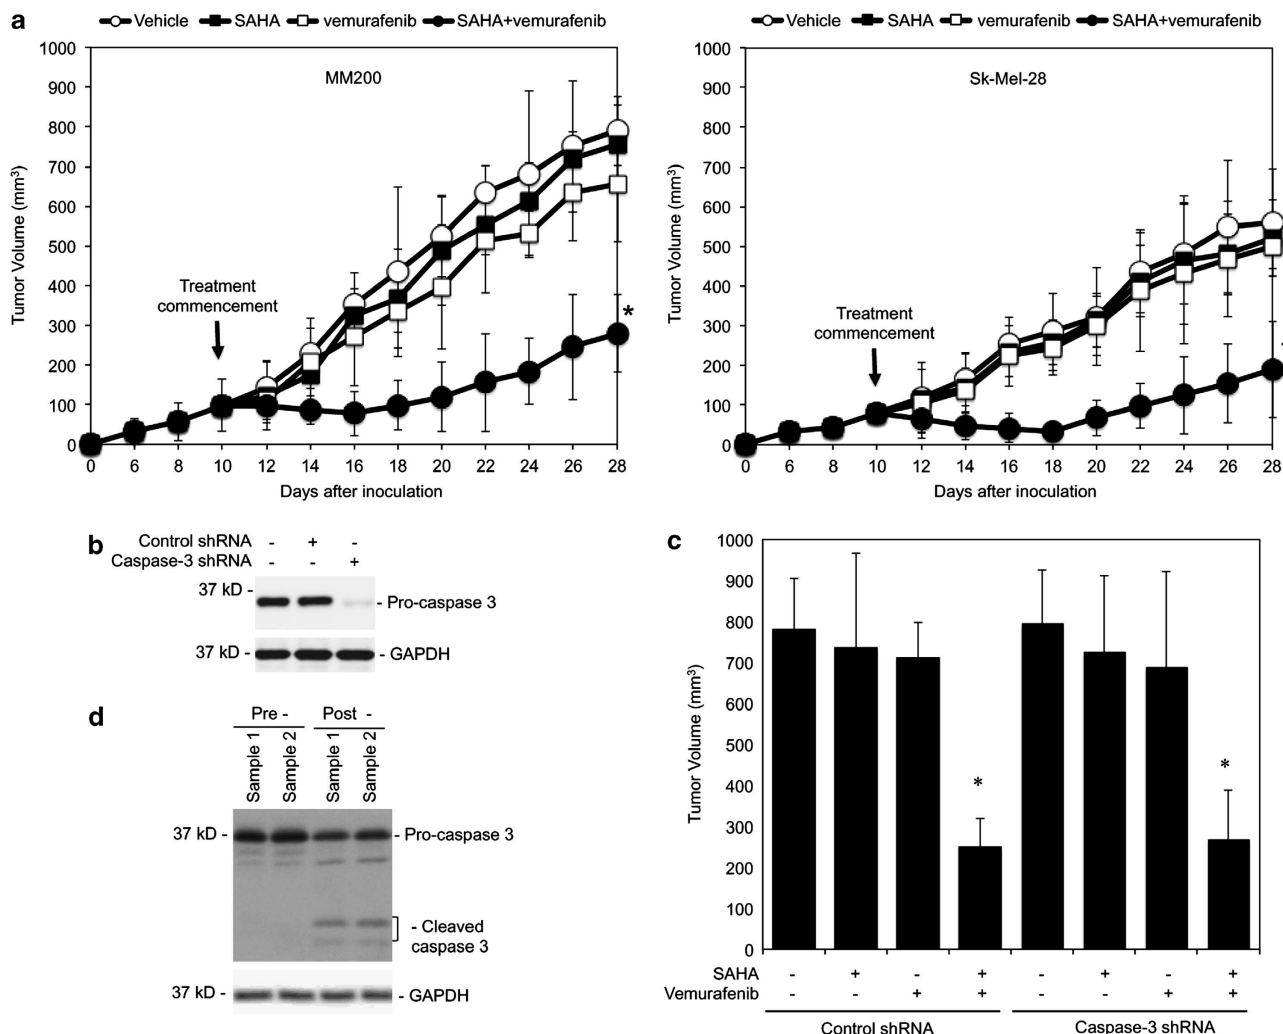 a
Vehicle SAHA vemurafenib SAHA+vemurafenib
MM200
Tumor Volume (mm³)
1000
900
800
700
600
500
400
300
200
100
0
Treatment
commencement
*
0 6 8 10 12 14 16 18 20 22 24 26 28
Days after inoculation
Vehicle SAHA vemurafenib SAHA+vemurafenib
Sk-Mel-28
Tumor Volume (mm³)
1000
900
800
700
600
500
400
300
200
100
0
Treatment
commencement
0 6 8 10 12 14 16 18 20 22 24 26 28
Days after inoculation
b
Control shRNA - + -
Caspase-3 shRNA - - +
37 kD -
- Pro-caspase 3
37 kD - - GAPDH
c
Tumor Volume (mm³)
1000
900
800
700
600
500
400
300
200
100
0
* *
SAHA - + - + - + - +
Vemurafenib - - + + - - + +
Control shRNA Caspase-3 shRNA
d
Pre - Post -
Sample 1 Sample 2 Sample 1 Sample 2
37 kD - - Pro-caspase 3
- Cleaved
caspase 3
37 kD - - GAPDH